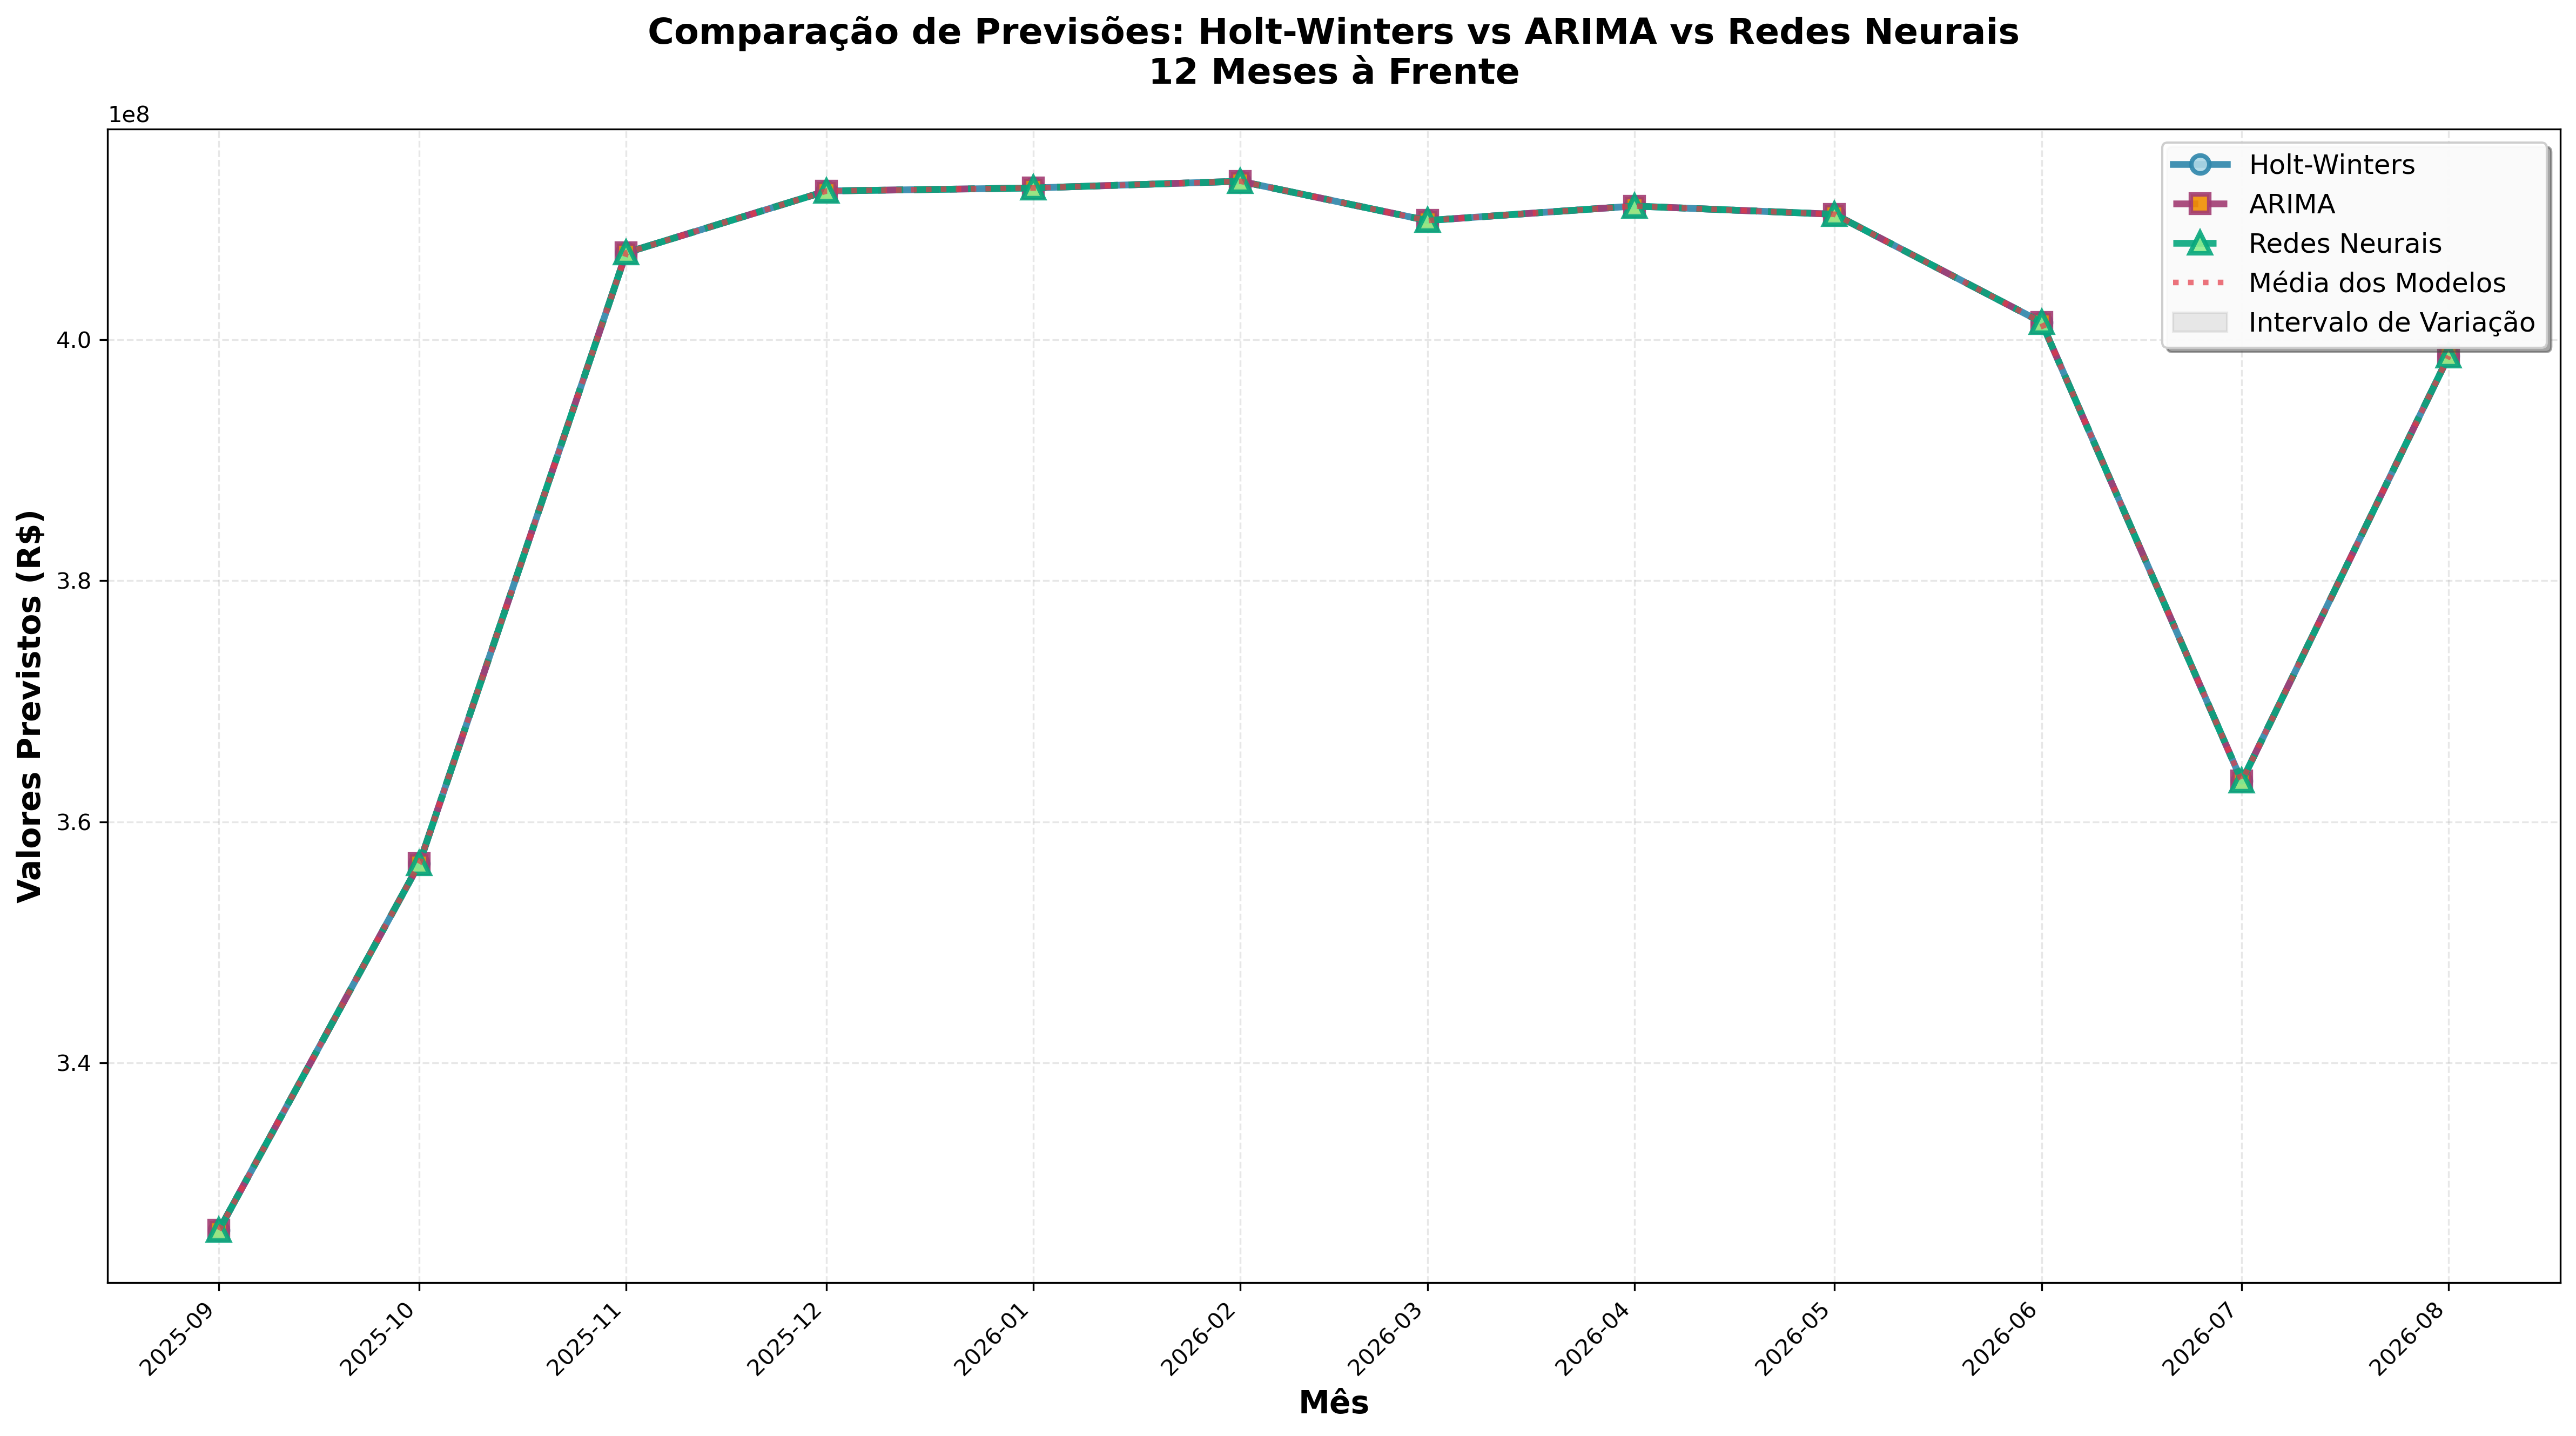 Comparação de Previsões: Holt-Winters vs ARIMA vs Redes Neurais
12 Meses à Frente
1e8
Holt-Winters
ARIMA
Redes Neurais
Média dos Modelos
Intervalo de Variação
4.0
3.8
3.6
3.4
Valores Previstos (R$)
2025-09
2025-10
2025-11
2025-12
2026-01
2026-02
2026-03
2026-04
2026-05
2026-06
2026-07
2026-08
Mês